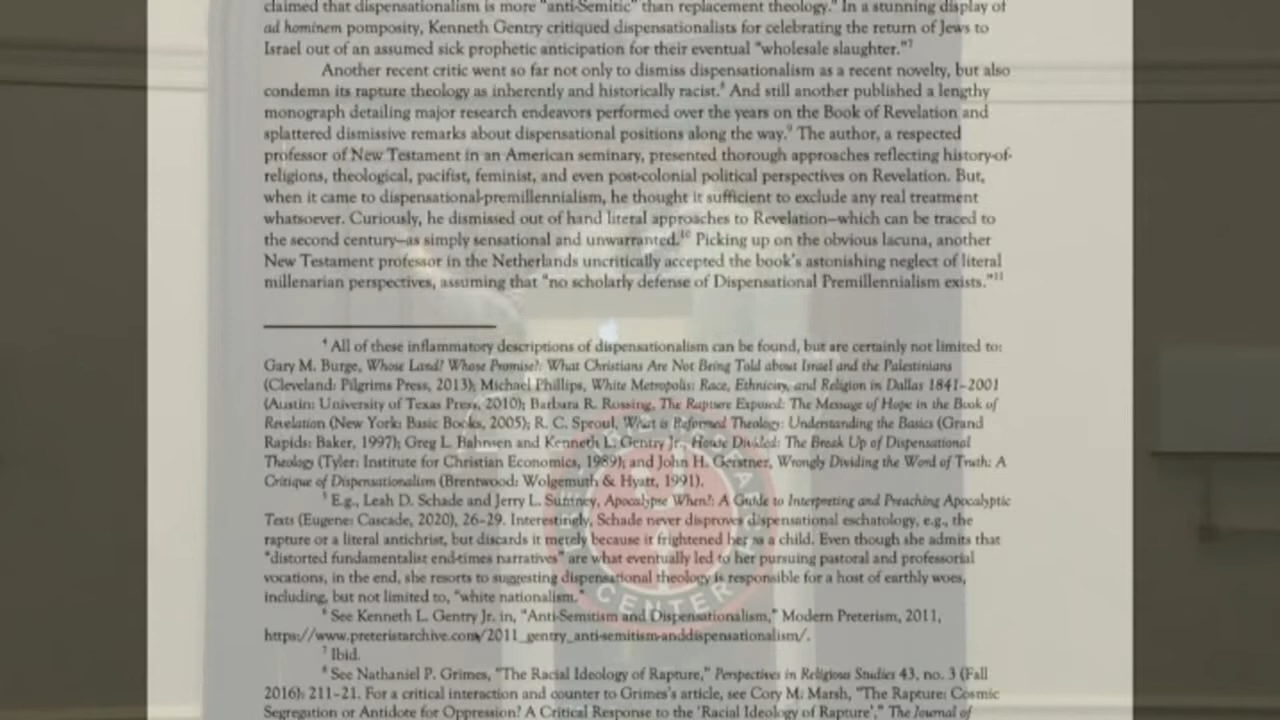 claimed that dispensationalism is more "anti-Semitic" than replacement theology." In a stunning display of
ad hominem pomposity, Kenneth Gentry critiqued dispensationalists for celebrating the return of Jews to
Israel out of an assumed sick prophetic anticipation for their eventual "wholesale slaughter."7
Another recent critic went so far not only to dismiss dispensationalism as a recent novelty, but also
condemn its rapture theology as inherently and historically racist.8 And still another published a lengthy
monograph detailing major research endeavors performed over the years on the Book of Revelation and
splattered dismissive remarks about dispensational positions along the way.9 The author, a respected
professor of New Testament in an American seminary, presented thorough approaches reflecting history-of-
religions, theological, pacifist, feminist, and even post-colonial political perspectives on Revelation. But,
when it came to dispensational-premillennialism, he thought it sufficient to exclude any real treatment
whatsoever. Curiously, he dismissed out of hand literal approaches to Revelation—which can be traced to
the second century—as simply sensational and unwarranted.10 Picking up on the obvious lacuna, another
New Testament professor in the Netherlands uncritically accepted the book's astonishing neglect of literal
millenarian perspectives, assuming that "no scholarly defense of Dispensational Premillennialism exists."11
4 All of these inflammatory descriptions of dispensationalism can be found, but are certainly not limited to:
Gary M. Burge, Whose Land? Whose Promise?: What Christians Are Not Being Told about Israel and the Palestinians
(Cleveland: Pilgrims Press, 2013); Michael Phillips, White Metropolis: Race, Ethnicity, and Religion in Dallas 1841–2001
(Austin: University of Texas Press, 2010); Barbara R. Rossing, The Rapture Exposed: The Message of Hope in the Book of
Revelation (New York: Basic Books, 2005); R. C. Sproul, What is Reformed Theology: Understanding the Basics (Grand
Rapids: Baker, 1997); Greg L. Bahnsen and Kenneth L. Gentry Jr., House Divided: The Break Up of Dispensational
Theology (Tyler: Institute for Christian Economics, 1989); and John H. Gerstner, Wrongly Dividing the Word of Truth: A
Critique of Dispensationalism (Brentwood: Wolgemuth & Hyatt, 1991).
5 E.g., Leah D. Schade and Jerry L. Sumney, Apocalypse When?: A Guide to Interpreting and Preaching Apocalyptic
Texts (Eugene: Cascade, 2020), 26–29. Interestingly, Schade never disproves dispensational eschatology, e.g., the
rapture or a literal antichrist, but discards it merely because it frightened her as a child. Even though she admits that
"distorted fundamentalist end-times narratives" are what eventually led to her pursuing pastoral and professorial
vocations, in the end, she resorts to suggesting dispensational theology is responsible for a host of earthly woes,
including, but not limited to, "white nationalism."
6 See Kenneth L. Gentry Jr. in, "Anti-Semitism and Dispensationalism," Modern Preterism, 2011,
https://www.preteristarchive.com/2011_gentry_anti-semitism-anddispensationalism/.
7 Ibid.
8 See Nathaniel P. Grimes, "The Racial Ideology of Rapture," Perspectives in Religious Studies 43, no. 3 (Fall
2016): 211–21. For a critical interaction and counter to Grimes's article, see Cory M. Marsh, "The Rapture: Cosmic
Segregation or Antidote for Oppression? A Critical Response to the 'Racial Ideology of Rapture'," The Journal of
CENTER